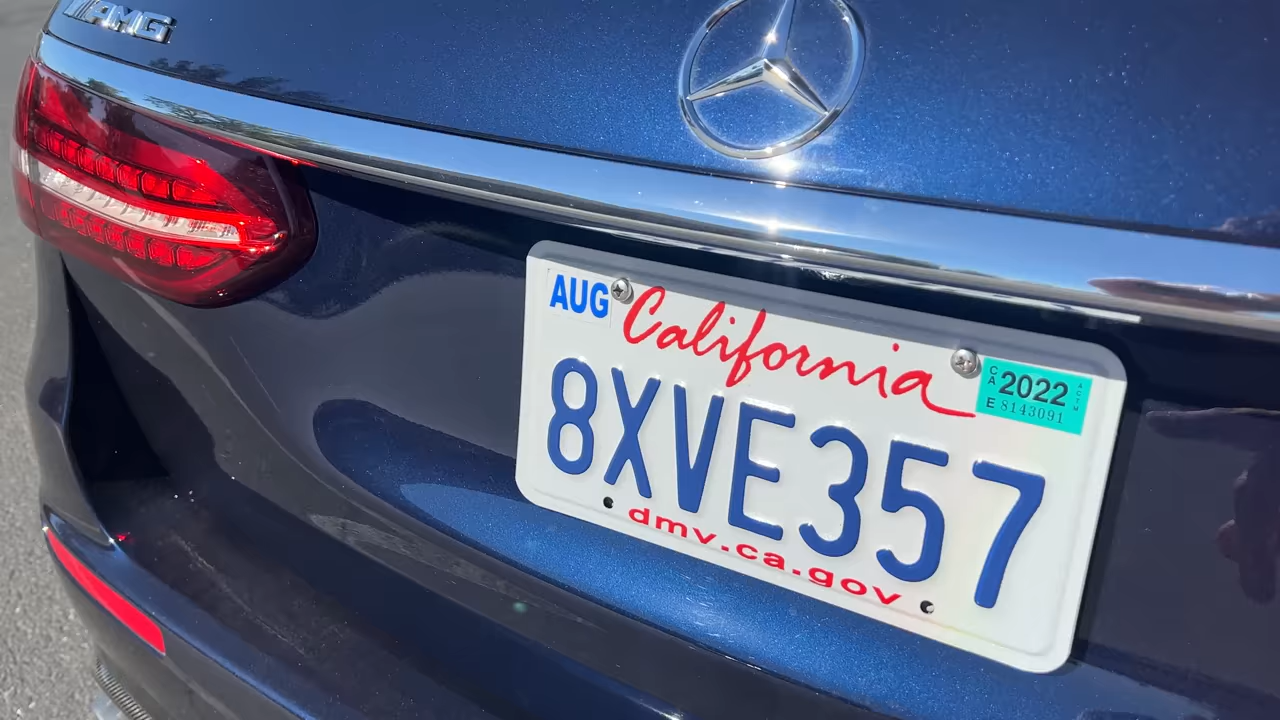 AMG
AUG
California
CA 2022
E 8143091
8XVE357
dmv.ca.gov